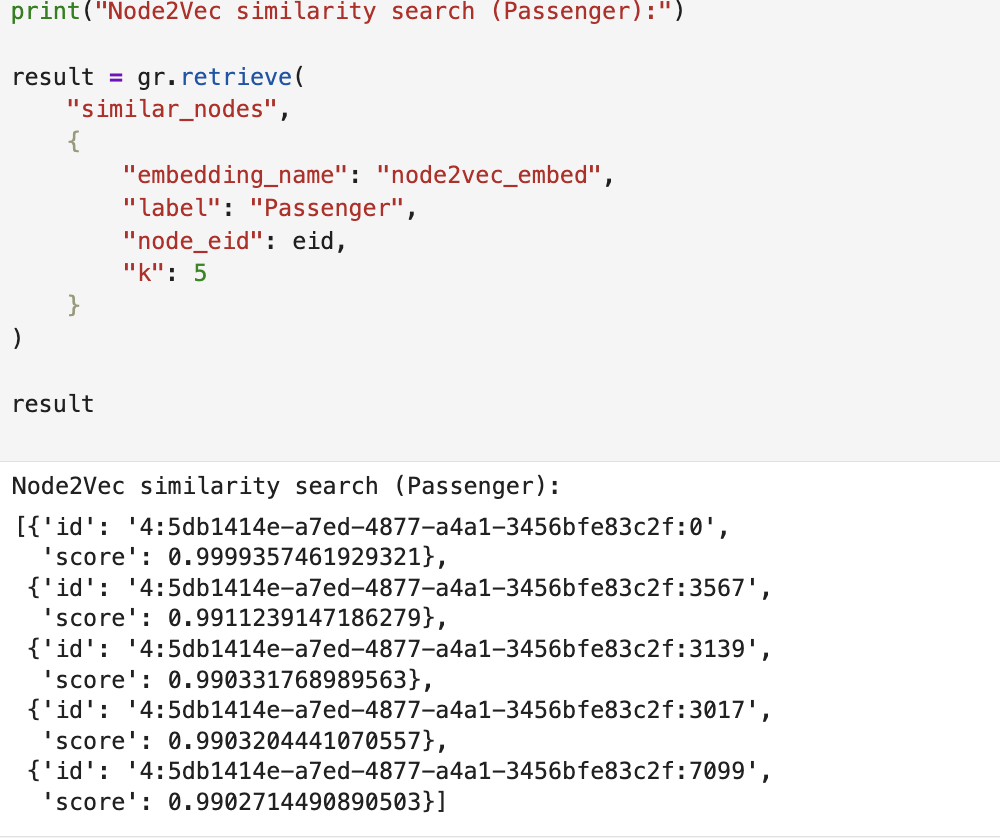 print("Node2Vec similarity search (Passenger):")
result = gr.retrieve(
"similar_nodes",
{
"embedding_name": "node2vec_embed",
"label": "Passenger",
"node_eid": eid,
"k": 5
}
)
result
Node2Vec similarity search (Passenger):
[{'id': '4:5db1414e-a7ed-4877-a4a1-3456bfe83c2f:0',
'score': 0.9999357461929321},
{'id': '4:5db1414e-a7ed-4877-a4a1-3456bfe83c2f:3567',
'score': 0.9911239147186279},
{'id': '4:5db1414e-a7ed-4877-a4a1-3456bfe83c2f:3139',
'score': 0.990331768989563},
{'id': '4:5db1414e-a7ed-4877-a4a1-3456bfe83c2f:3017',
'score': 0.9903204441070557},
{'id': '4:5db1414e-a7ed-4877-a4a1-3456bfe83c2f:7099',
'score': 0.9902714490890503}]